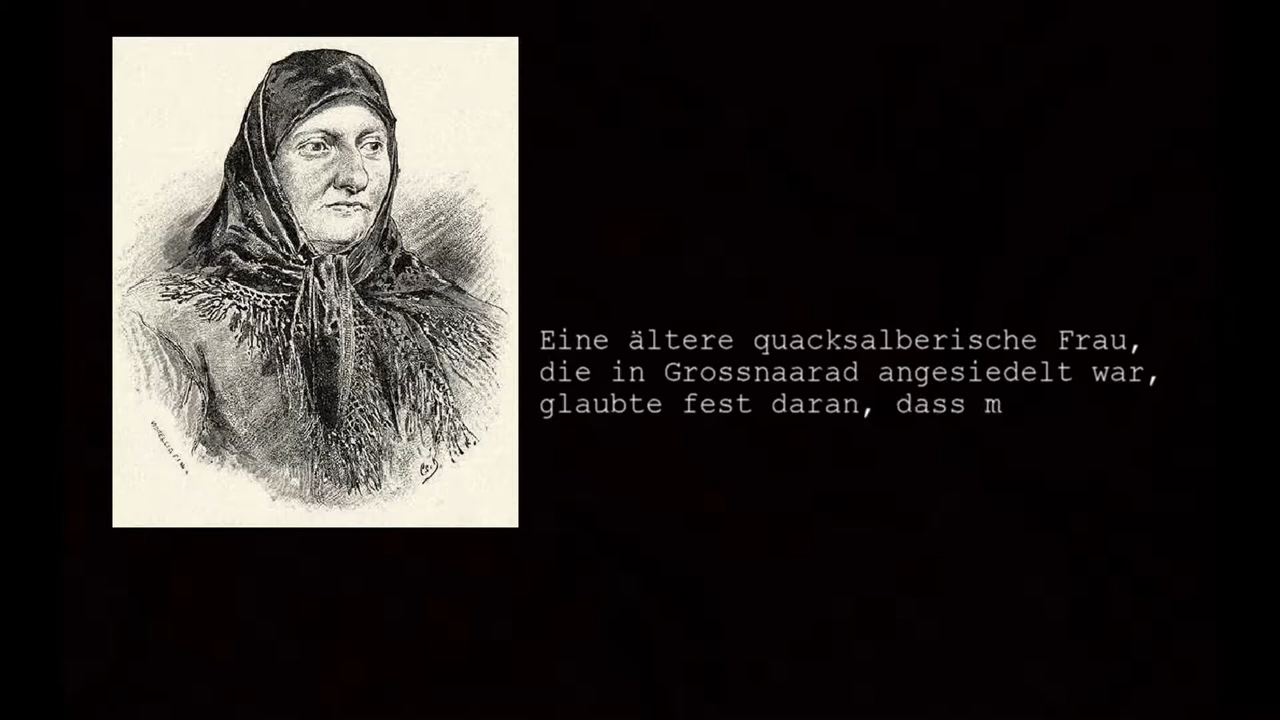 Eine ältere quacksalberische Frau,
die in Grossnaarad angesiedelt war,
glaubte fest daran, dass m